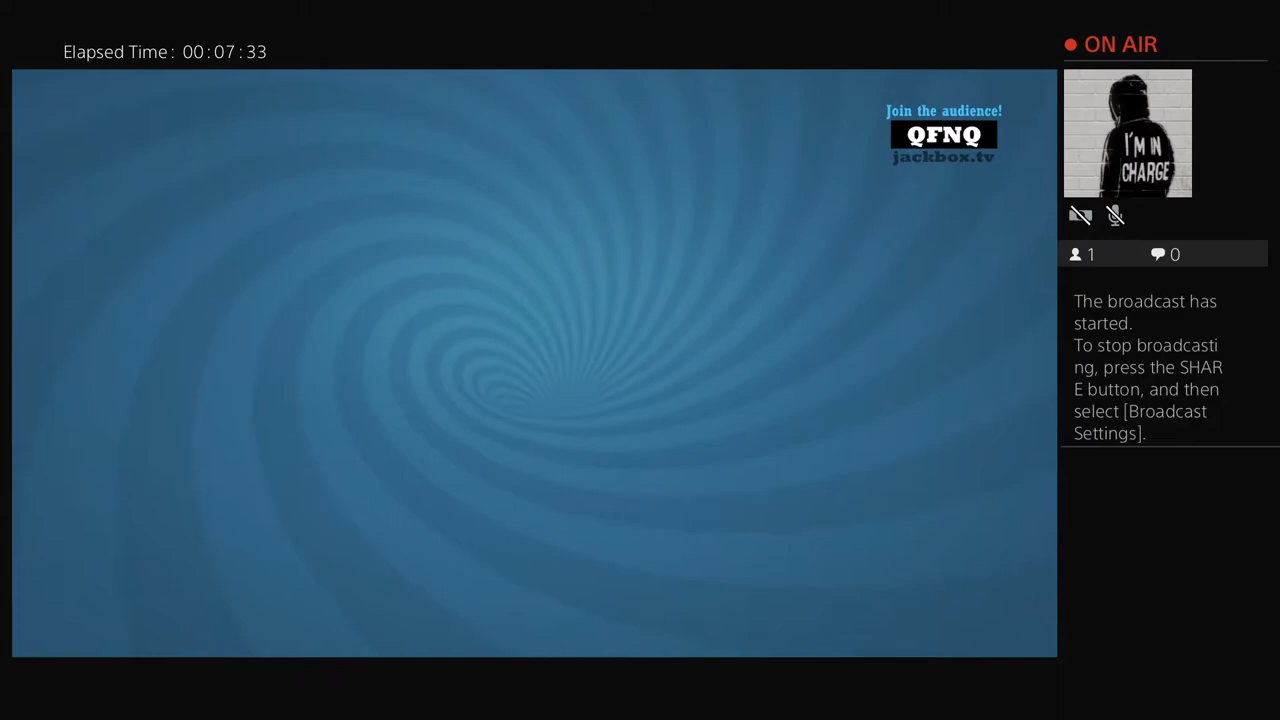 Elapsed Time: 00:07:33
ON AIR
Join the audience!
QFNQ
jackbox.tv
I'M IN
CHARGE
1 0
The broadcast has
started.
To stop broadcasti
ng, press the SHAR
E button, and then
select [Broadcast
Settings].